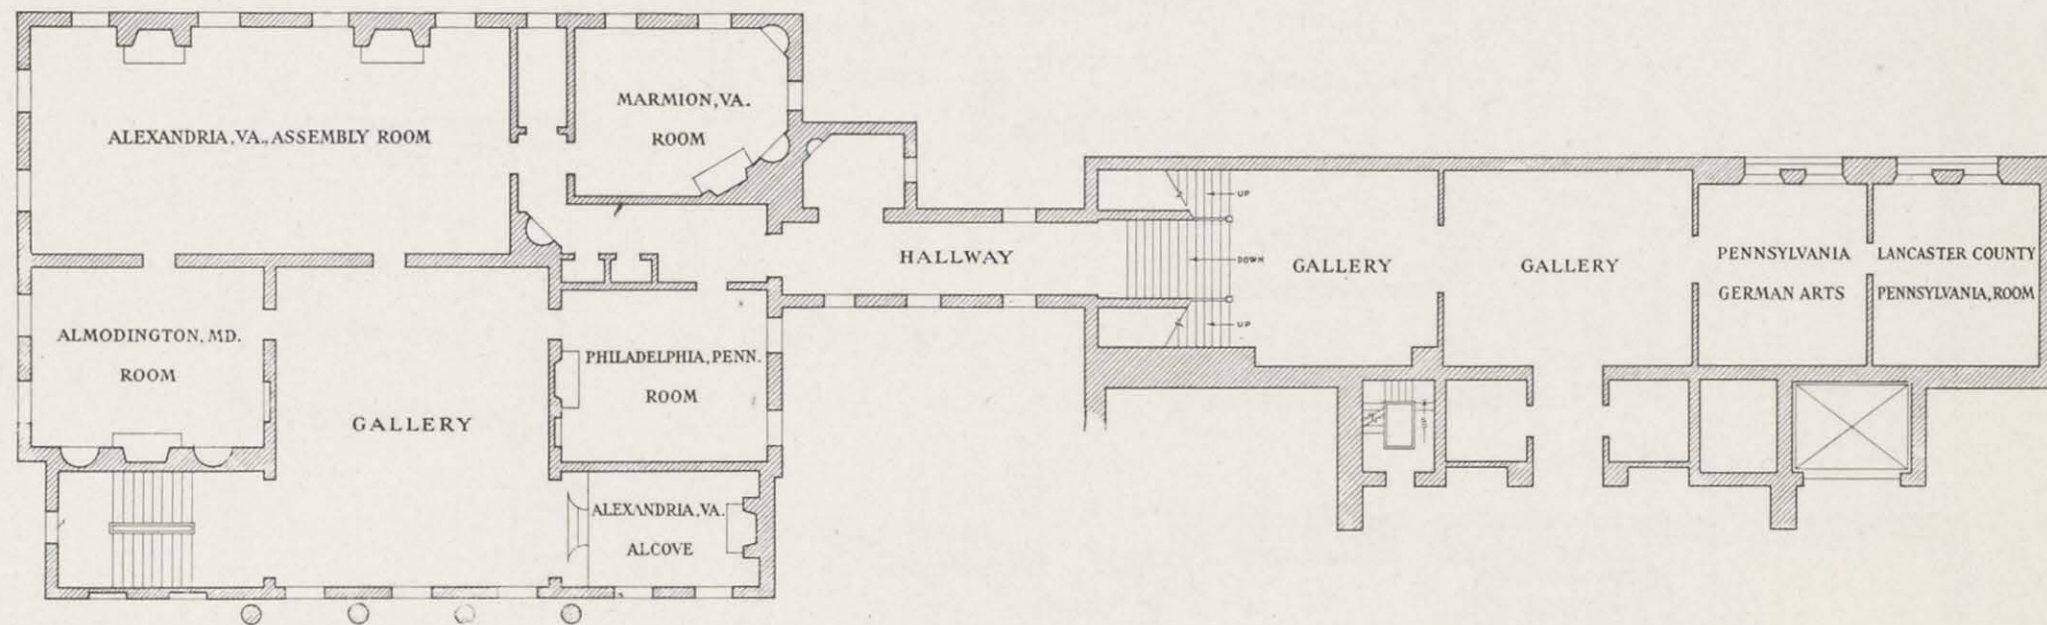 ALEXANDRIA, VA., ASSEMBLY ROOM
MARMION, VA.
ROOM
ALMODINGTON, MD.
ROOM
GALLERY
PHILADELPHIA, PENN.
ROOM
ALEXANDRIA, VA.
ALCOVE
HALLWAY
UP
DOWN
UP
GALLERY
GALLERY
UP
PENNSYLVANIA
GERMAN ARTS
LANCASTER COUNTY
PENNSYLVANIA, ROOM